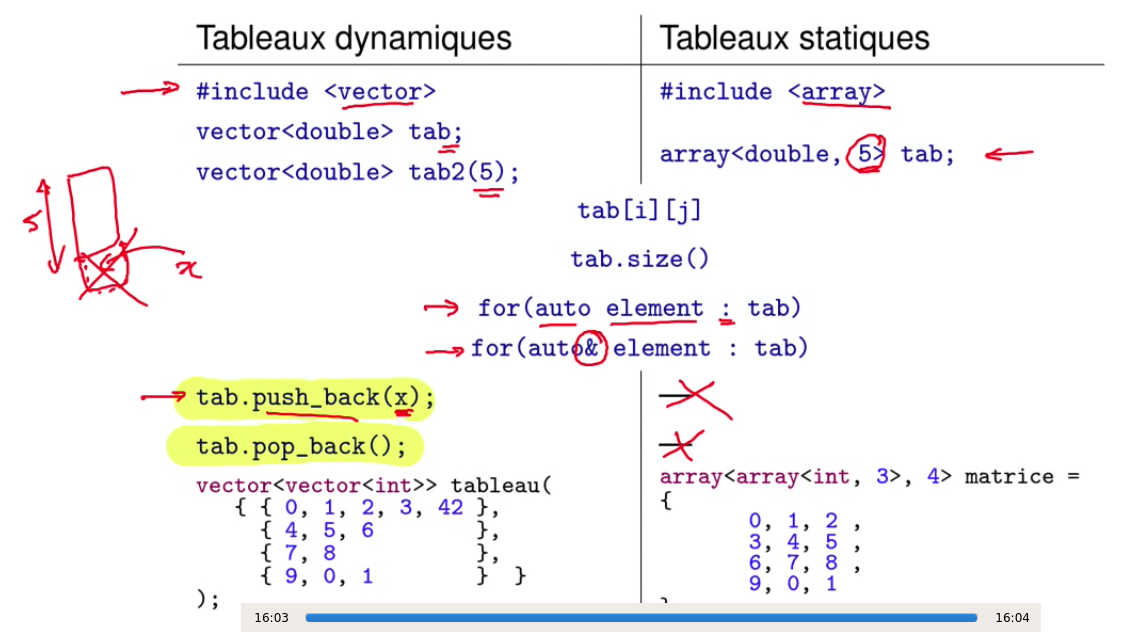 Tableaux dynamiques
Tableaux statiques
#include <vector>
#include <array>
vector<double> tab;
vector<double> tab2(5);
array<double, 5> tab;
5
x
tab[i][j]
tab.size()
for(auto element : tab)
for(auto& element : tab)
tab.push_back(x);
tab.pop_back();
vector<vector<int>> tableau(
{ { 0, 1, 2, 3, 42 },
{ 4, 5, 6 },
{ 7, 8 },
{ 9, 0, 1 } }
);
array<array<int, 3>, 4> matrice =
{
0, 1, 2 ,
3, 4, 5 ,
6, 7, 8 ,
9, 0, 1
16:03
16:04